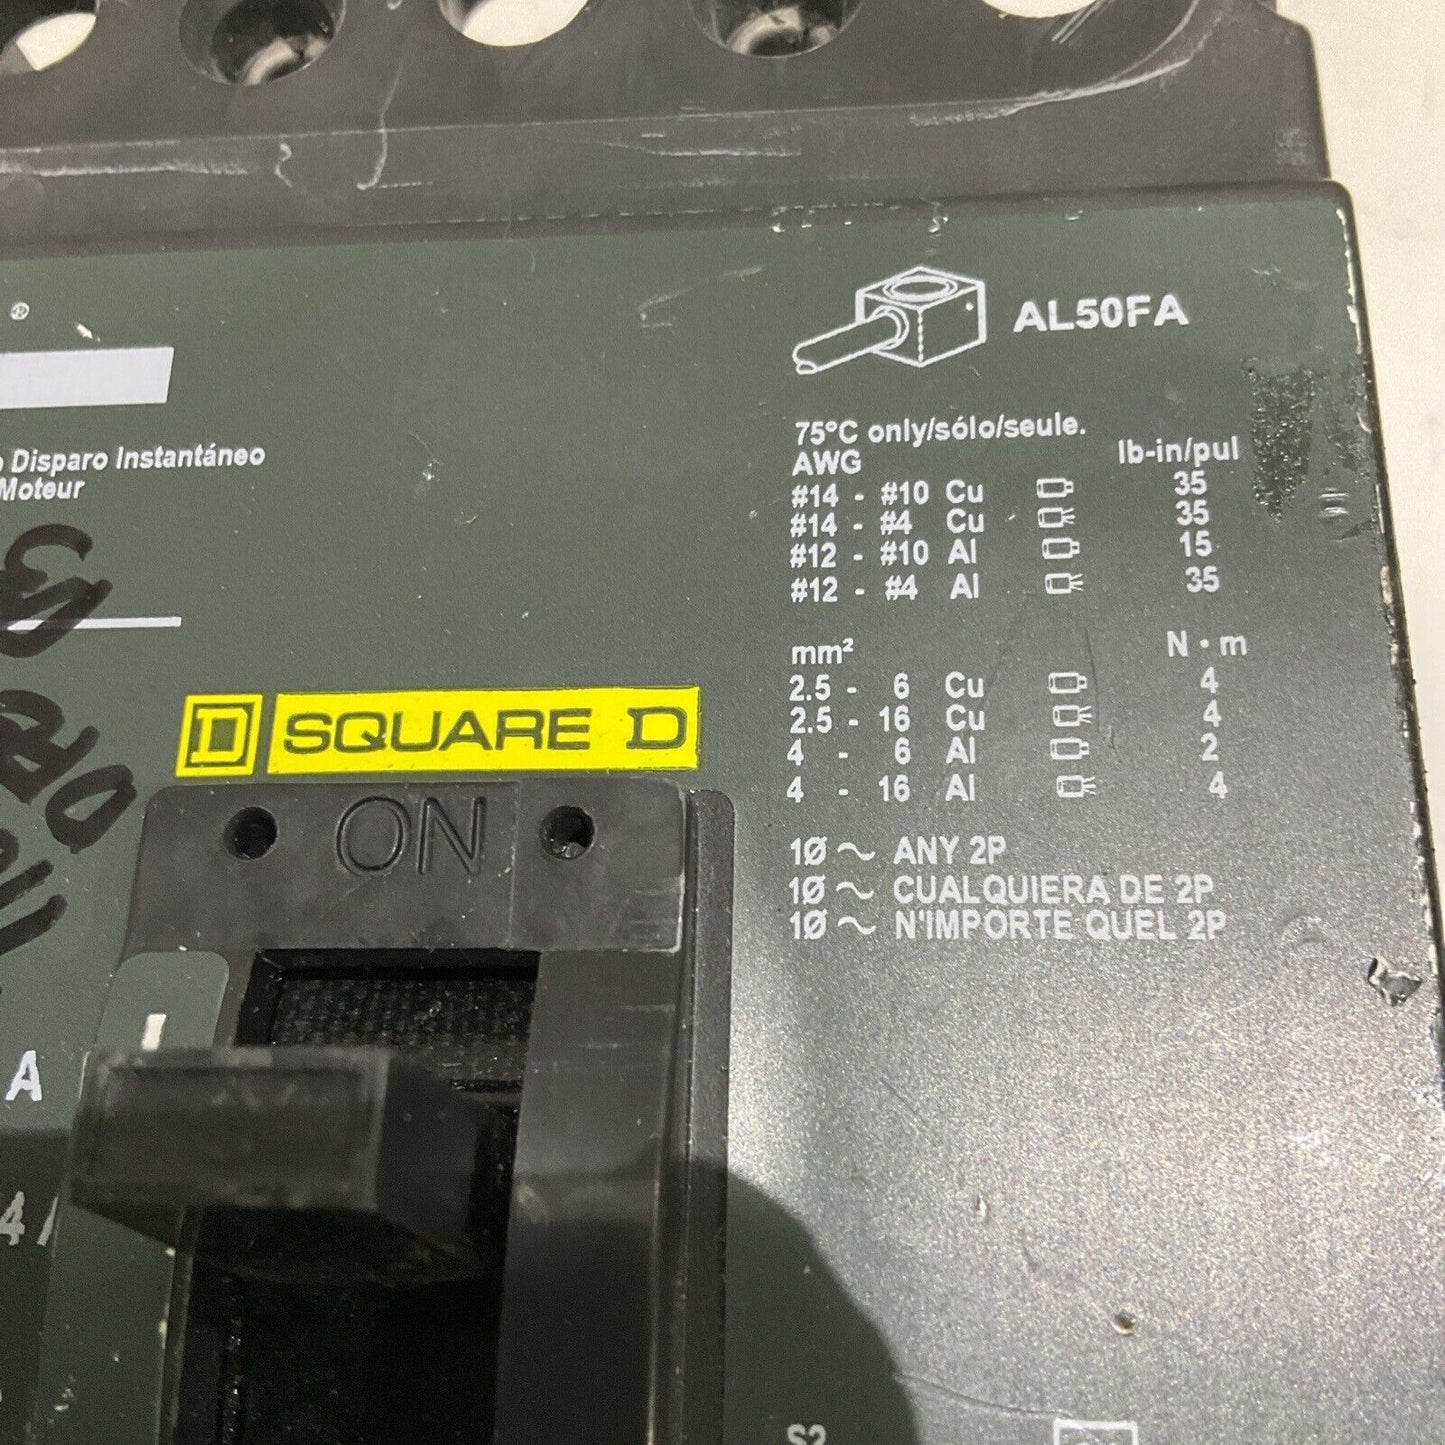 ®
AL50FA
Disparo Instantáneo
Moteur
75°C only/sólo/seule.
AWG lb-in/pul
#14 - #10 Cu 35
#14 - #4 Cu 35
#12 - #10 Al 15
#12 - #4 Al 35
mm² N · m
2.5 - 6 Cu 4
2.5 - 16 Cu 4
4 - 6 Al 2
4 - 16 Al 4
D SQUARE D
ON
1Ø ~ ANY 2P
1Ø ~ CUALQUIERA DE 2P
1Ø ~ N'IMPORTE QUEL 2P
I
A
4
S2